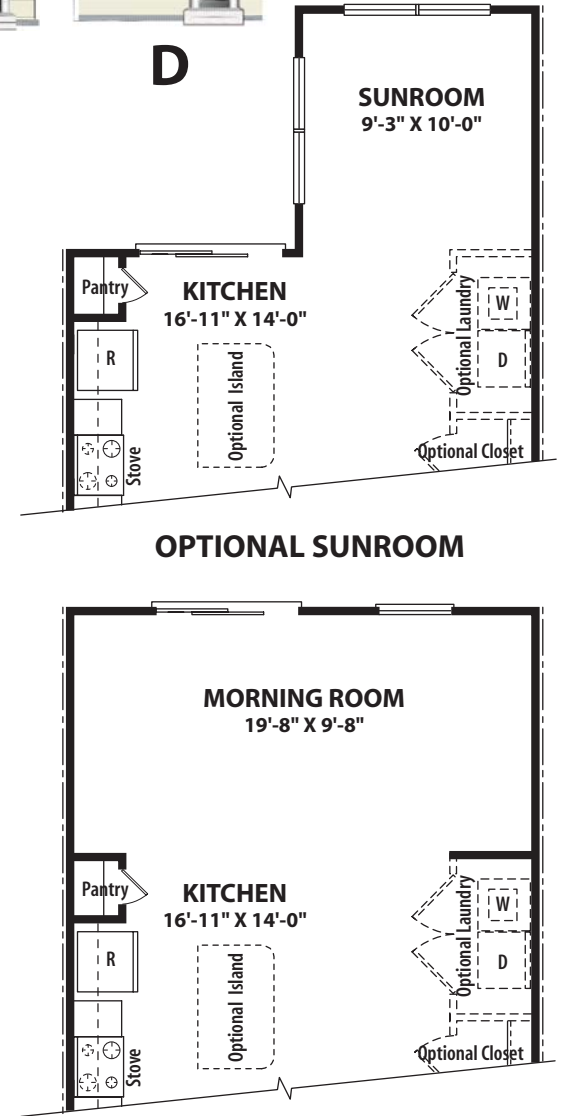 D
SUNROOM
9'-3" X 10'-0"
Pantry
KITCHEN
16'-11" X 14'-0"
R
Optional Island
Stove
Optional Laundry
W
D
Optional Closet
OPTIONAL SUNROOM
MORNING ROOM
19'-8" X 9'-8"
Pantry
KITCHEN
16'-11" X 14'-0"
R
Optional Island
Stove
Optional Laundry
W
D
Optional Closet